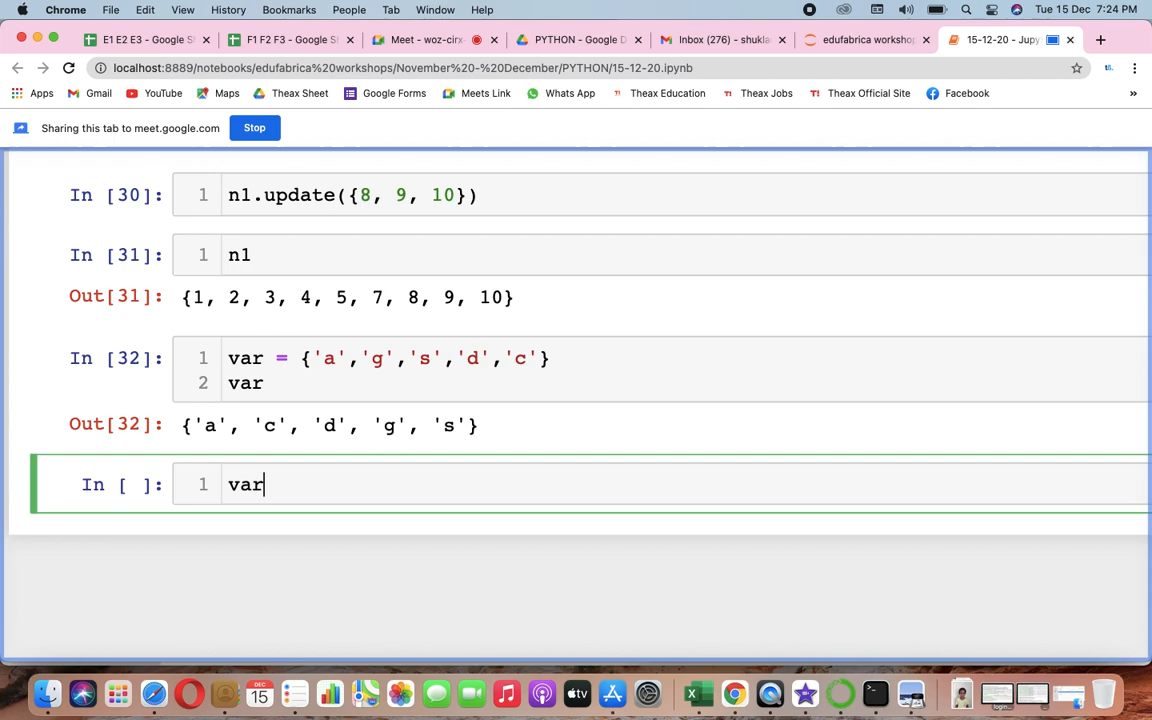 Chrome File Edit View History Bookmarks People Tab Window Help Tue 15 Dec 7:24 PM
E1 E2 E3 - Google S F1 F2 F3 - Google S Meet - woz-cirx PYTHON - Google D Inbox (276) - shukla edufabrica worksho 15-12-20 - Jupy
localhost:8889/notebooks/edufabrica%20workshops/November%20-%20December/PYTHON/15-12-20.ipynb
Apps Gmail YouTube Maps Theax Sheet Google Forms Meets Link Whats App Theax Education Theax Jobs Theax Official Site Facebook »
Sharing this tab to meet.google.com Stop
In [30]: 1 n1.update({8, 9, 10})
In [31]: 1 n1
Out[31]: {1, 2, 3, 4, 5, 7, 8, 9, 10}
In [32]: 1 var = {'a','g','s','d','c'}
2 var
Out[32]: {'a', 'c', 'd', 'g', 's'}
In [ ]: 1 var
DEC
15
tv